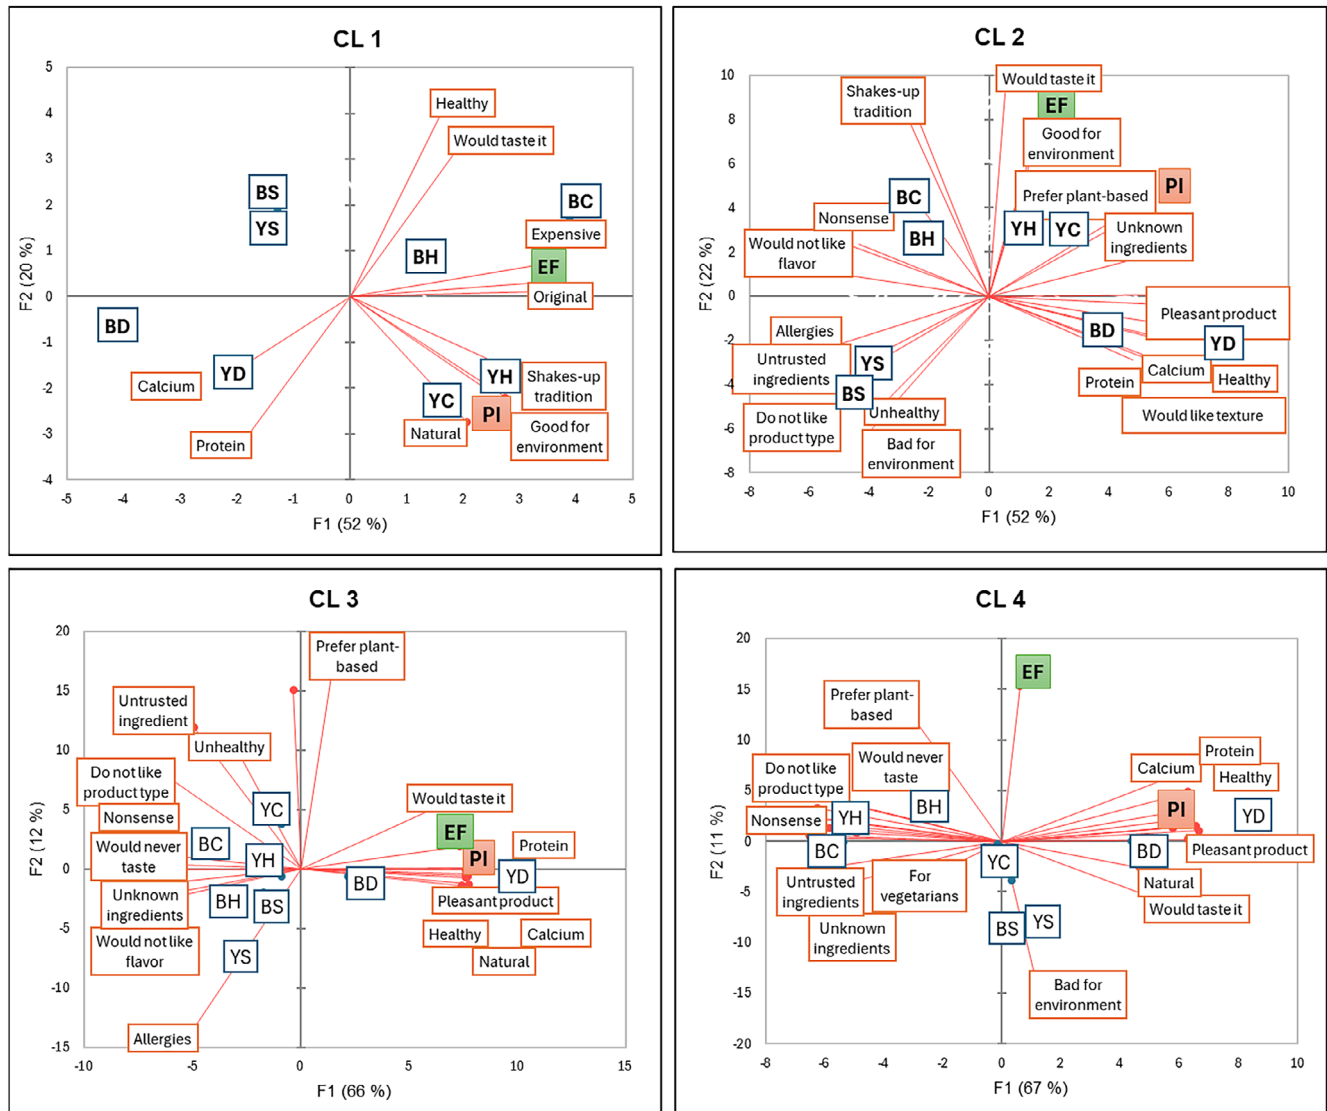 CL 1
5
4
3
2
1
0
-1
-2
-3
-4
-5
-4
-3
-2
-1
0
1
2
3
4
5
F2 (20 %)
F1 (52 %)
Healthy
Would taste it
BS
YS
BC
Expensive
BH
EF
Original
BD
YD
Calcium
Protein
YH
Shakes-up
tradition
YC
PI
Natural
Good for
environment
CL 2
10
8
6
4
2
0
-2
-4
-6
-8
-8
-6
-4
-2
0
2
4
6
8
10
F2 (22 %)
F1 (52 %)
Would taste it
Shakes-up
tradition
EF
Good for
environment
PI
Prefer plant-based
BC
Nonsense
BH
YH
YC
Unknown
ingredients
Would not like
flavor
Pleasant product
Allergies
BD
YD
Untrusted
ingredients
YS
Calcium
Protein
Healthy
BS
Do not like
product type
Unhealthy
Would like texture
Bad for
environment
CL 3
20
15
10
5
0
-5
-10
-15
-10
-5
0
5
10
15
F2 (12 %)
F1 (66 %)
Prefer plant-
based
Untrusted
ingredient
Unhealthy
Do not like
product type
Nonsense
YC
Would taste it
BC
EF
Would never
taste
YH
PI
Protein
Unknown
ingredients
BH
BS
BD
YD
Pleasant product
Would not like
flavor
YS
Healthy
Calcium
Natural
Allergies
CL 4
20
15
10
5
0
-5
-10
-15
-20
-8
-6
-4
-2
0
2
4
6
8
10
F2 (11 %)
F1 (67 %)
EF
Prefer plant-
based
Would never
taste
Do not like
product type
Protein
Calcium
Healthy
Nonsense
YH
BH
PI
YD
BC
YC
BD
Pleasant product
Untrusted
ingredients
For
vegetarians
Natural
Would taste it
Unknown
ingredients
BS
YS
Bad for
environment